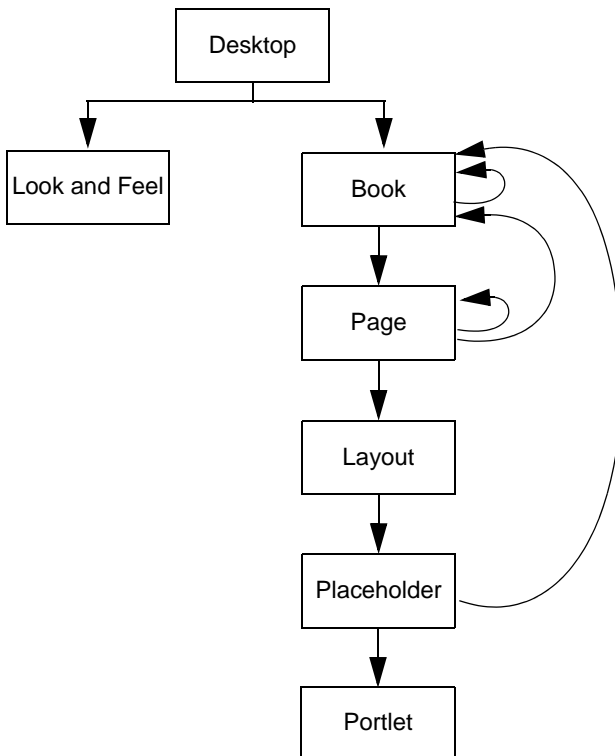 Desktop
Look and Feel
Book
Page
Layout
Placeholder
Portlet